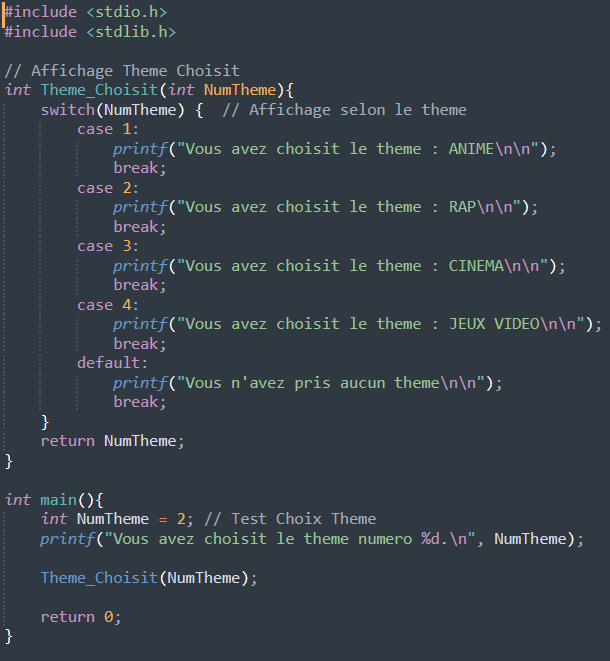 #include <stdio.h>
#include <stdlib.h>

// Affichage Theme Choisit
int Theme_Choisit(int NumTheme){
    switch(NumTheme) {  // Affichage selon le theme
        case 1:
            printf("Vous avez choisit le theme : ANIME\n\n");
            break;
        case 2:
            printf("Vous avez choisit le theme : RAP\n\n");
            break;
        case 3:
            printf("Vous avez choisit le theme : CINEMA\n\n");
            break;
        case 4:
            printf("Vous avez choisit le theme : JEUX VIDEO\n\n");
            break;
        default:
            printf("Vous n'avez pris aucun theme\n\n");
            break;
    }
    return NumTheme;
}

int main(){
    int NumTheme = 2; // Test Choix Theme
    printf("Vous avez choisit le theme numero %d.\n", NumTheme);

    Theme_Choisit(NumTheme);

    return 0;
}